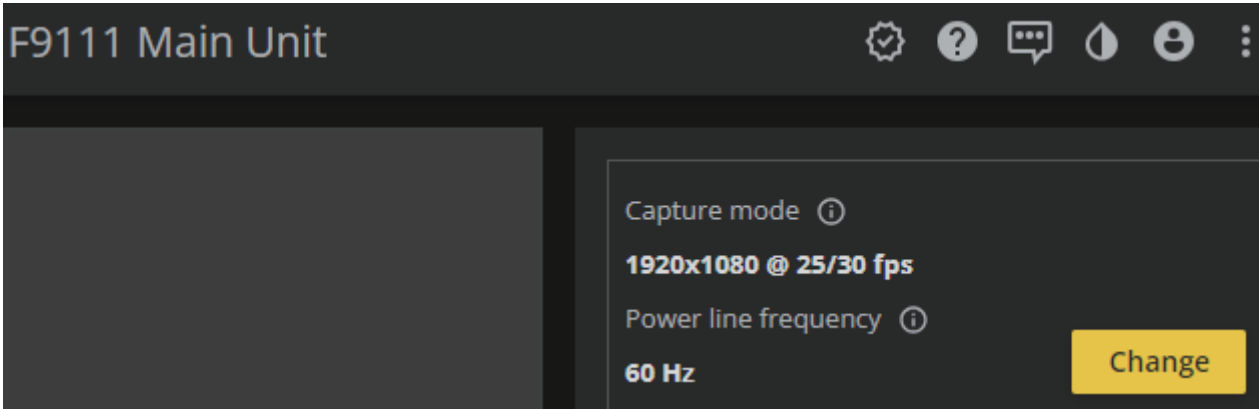 F9111 Main Unit
Capture mode
1920x1080 @ 25/30 fps
Power line frequency
60 Hz
Change